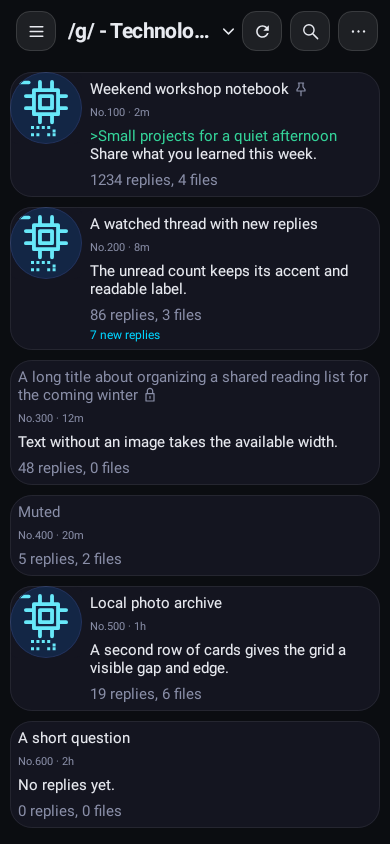 /g/ - Technolo...
Weekend workshop notebook
No.100 · 2m
>Small projects for a quiet afternoon
Share what you learned this week.
1234 replies, 4 files
A watched thread with new replies
No.200 · 8m
The unread count keeps its accent and
readable label.
86 replies, 3 files
7 new replies
A long title about organizing a shared reading list for
the coming winter
No.300 · 12m
Text without an image takes the available width.
48 replies, 0 files
Muted
No.400 · 20m
5 replies, 2 files
Local photo archive
No.500 · 1h
A second row of cards gives the grid a
visible gap and edge.
19 replies, 6 files
A short question
No.600 · 2h
No replies yet.
0 replies, 0 files